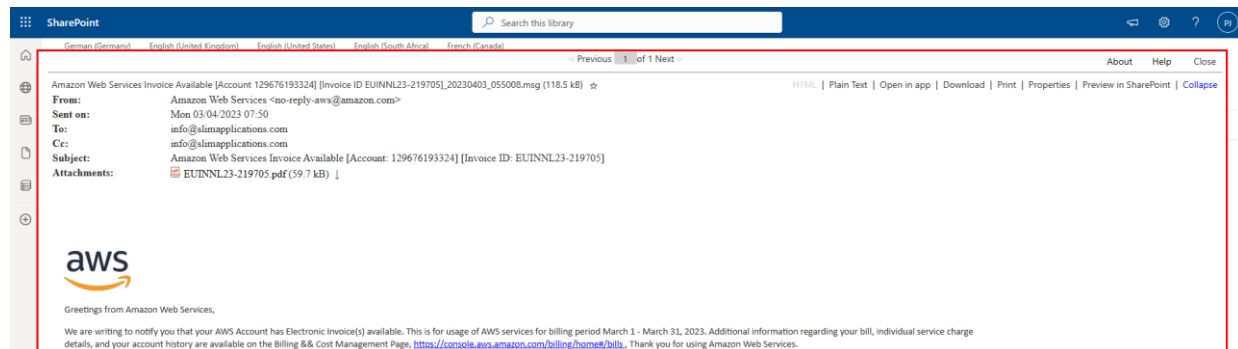 SharePoint
Search this library
?
PJ
German (Germany) English (United Kingdom) English (United States) English (South Africa) French (Canada)
Previous 1 of 1 Next
About Help Close
Amazon Web Services Invoice Available [Account 129676193324] [Invoice ID EUINNL23-219705]_20230403_055008.msg (118.5 kB)
HTML | Plain Text | Open in app | Download | Print | Properties | Preview in SharePoint | Collapse
From: Amazon Web Services <no-reply-aws@amazon.com>
Sent on: Mon 03/04/2023 07:50
To: info@slimapplications.com
Cc: info@slimapplications.com
Subject: Amazon Web Services Invoice Available [Account: 129676193324] [Invoice ID: EUINNL23-219705]
Attachments: EUINNL23-219705.pdf (59.7 kB) ↓
aws
Greetings from Amazon Web Services,
We are writing to notify you that your AWS Account has Electronic Invoice(s) available. This is for usage of AWS services for billing period March 1 - March 31, 2023. Additional information regarding your bill, individual service charge
details, and your account history are available on the Billing && Cost Management Page, https://console.aws.amazon.com/billing/home#/bills , Thank you for using Amazon Web Services.